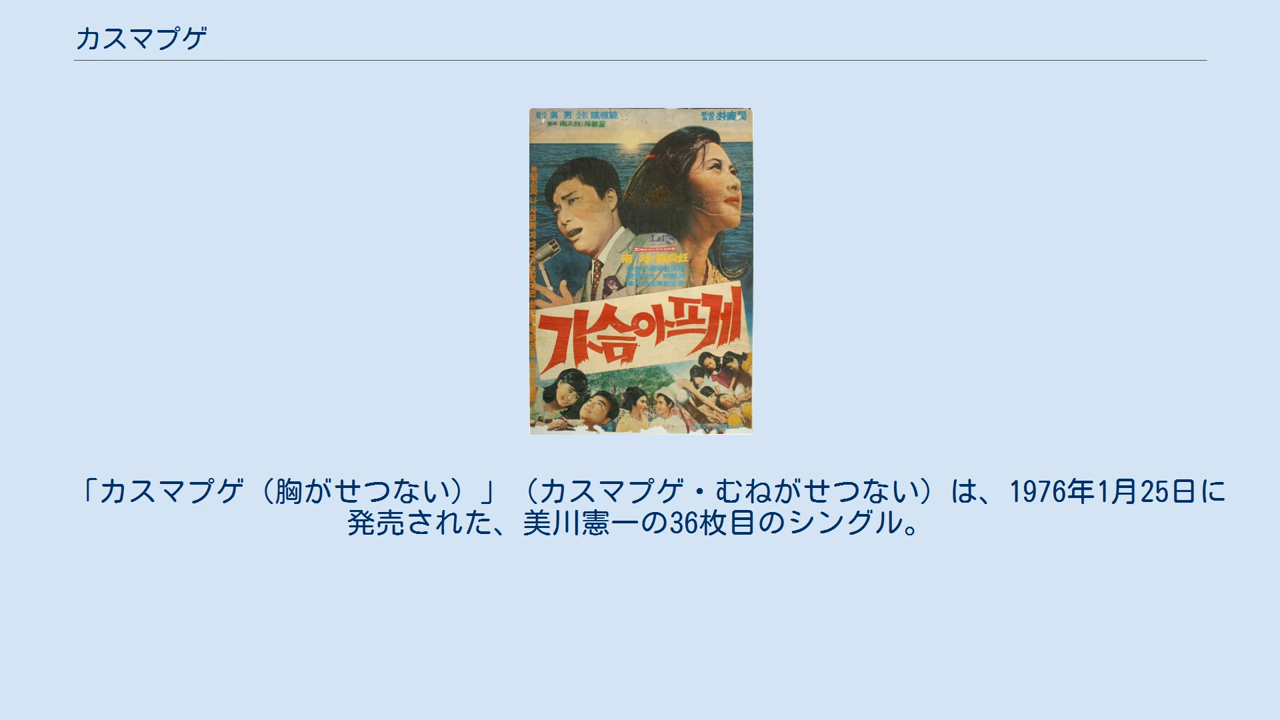 カスマプゲ
가슴아프게
「カスマプゲ（胸がせつない）」（カスマプゲ・むねがせつない）は、1976年1月25日に
発売された、美川憲一の36枚目のシングル。